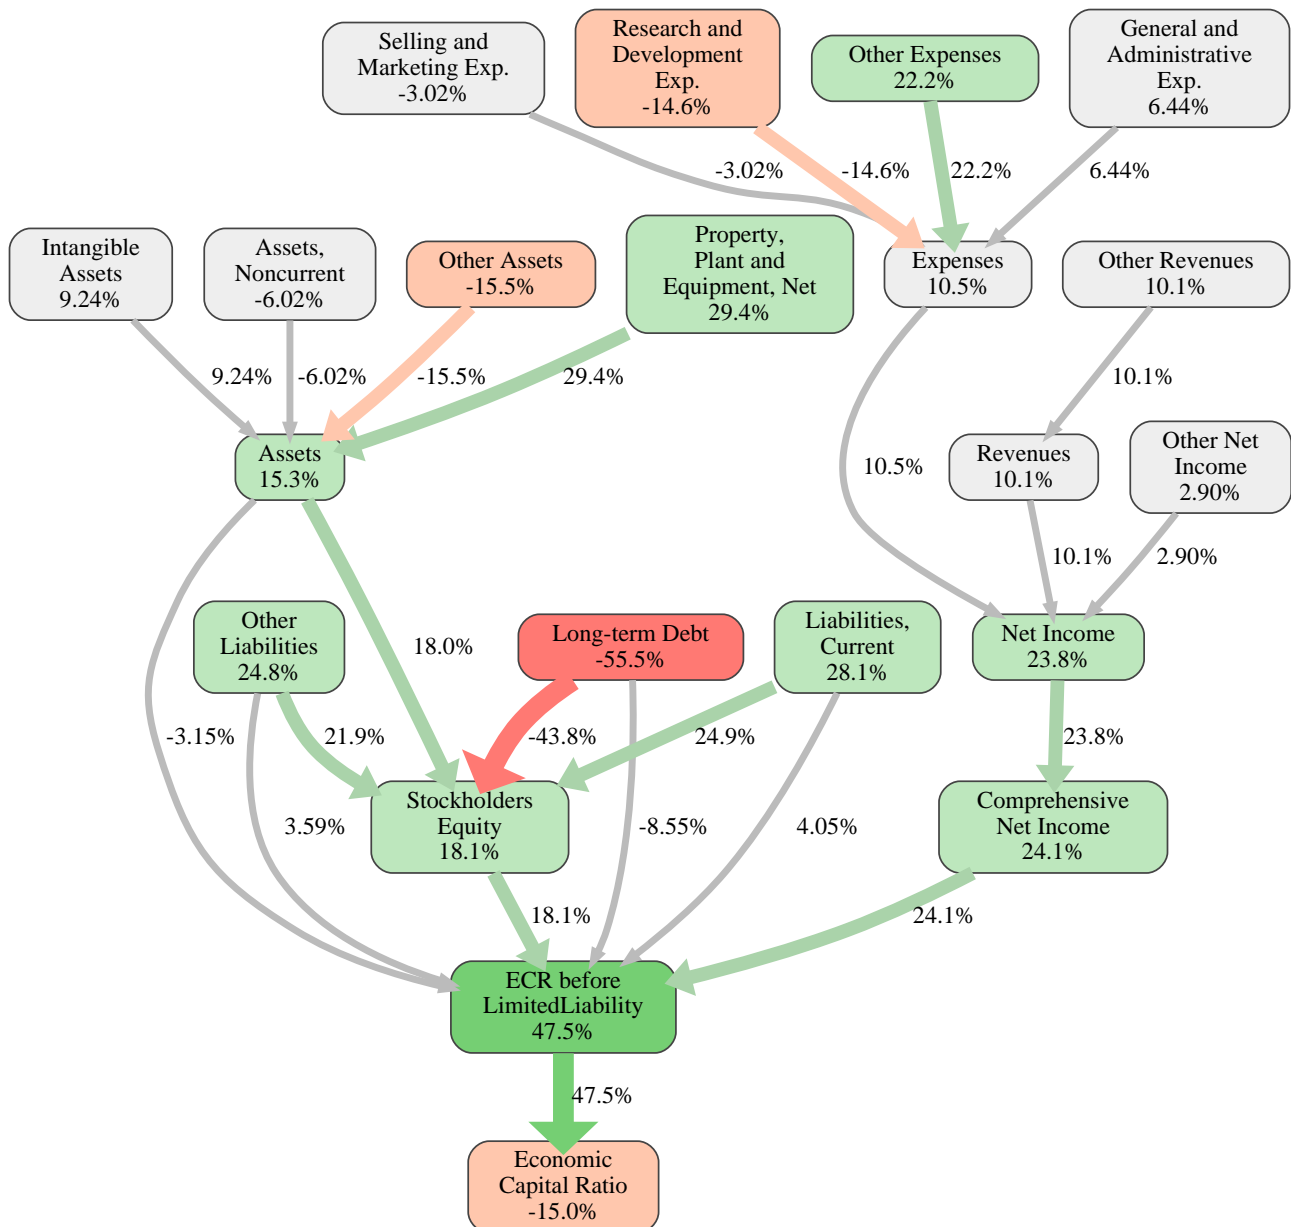 Selling and
Marketing Exp.
-3.02%
Research and
Development
Exp.
-14.6%
Other Expenses
22.2%
General and
Administrative
Exp.
6.44%
-3.02%
-14.6%
22.2%
6.44%
Intangible
Assets
9.24%
Assets,
Noncurrent
-6.02%
Other Assets
-15.5%
Property,
Plant and
Equipment, Net
29.4%
Expenses
10.5%
Other Revenues
10.1%
9.24%
-6.02%
-15.5%
29.4%
10.1%
Assets
15.3%
10.5%
Revenues
10.1%
Other Net
Income
2.90%
10.1%
2.90%
Other
Liabilities
24.8%
18.0%
Long-term Debt
-55.5%
Liabilities,
Current
28.1%
Net Income
23.8%
-3.15%
21.9%
-43.8%
24.9%
23.8%
Stockholders
Equity
18.1%
3.59%
-8.55%
4.05%
Comprehensive
Net Income
24.1%
18.1%
24.1%
ECR before
LimitedLiability
47.5%
47.5%
Economic
Capital Ratio
-15.0%